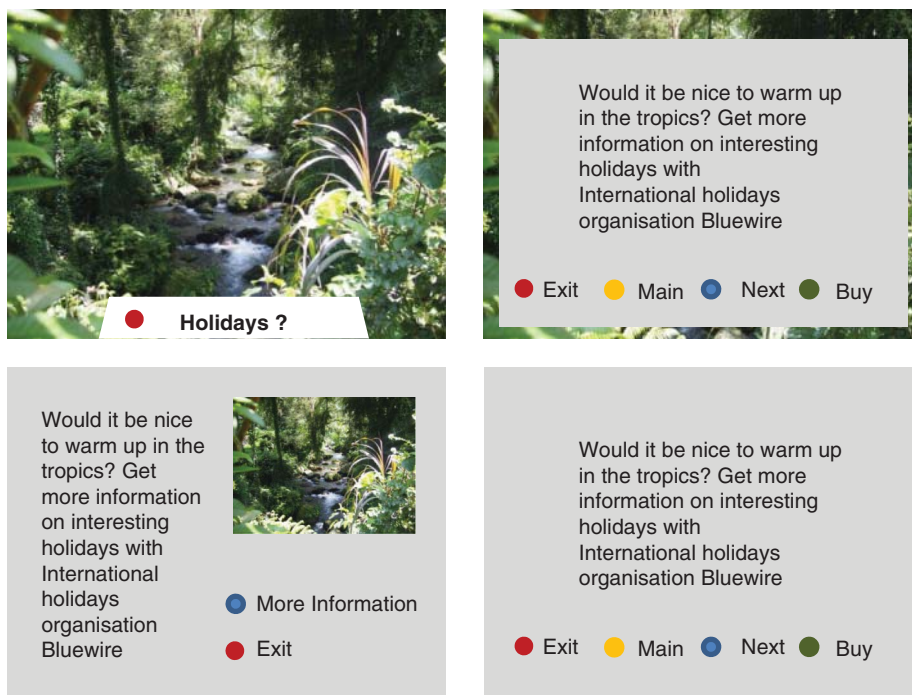 Holidays ?
Would it be nice to warm up
in the tropics? Get more
information on interesting
holidays with
International holidays
organisation Bluewire
Exit Main Next Buy
Would it be nice
to warm up in the
tropics? Get
more information
on interesting
holidays with
International
holidays
organisation
Bluewire
More Information
Exit
Would it be nice to warm up
in the tropics? Get more
information on interesting
holidays with
International holidays
organisation Bluewire
Exit Main Next Buy